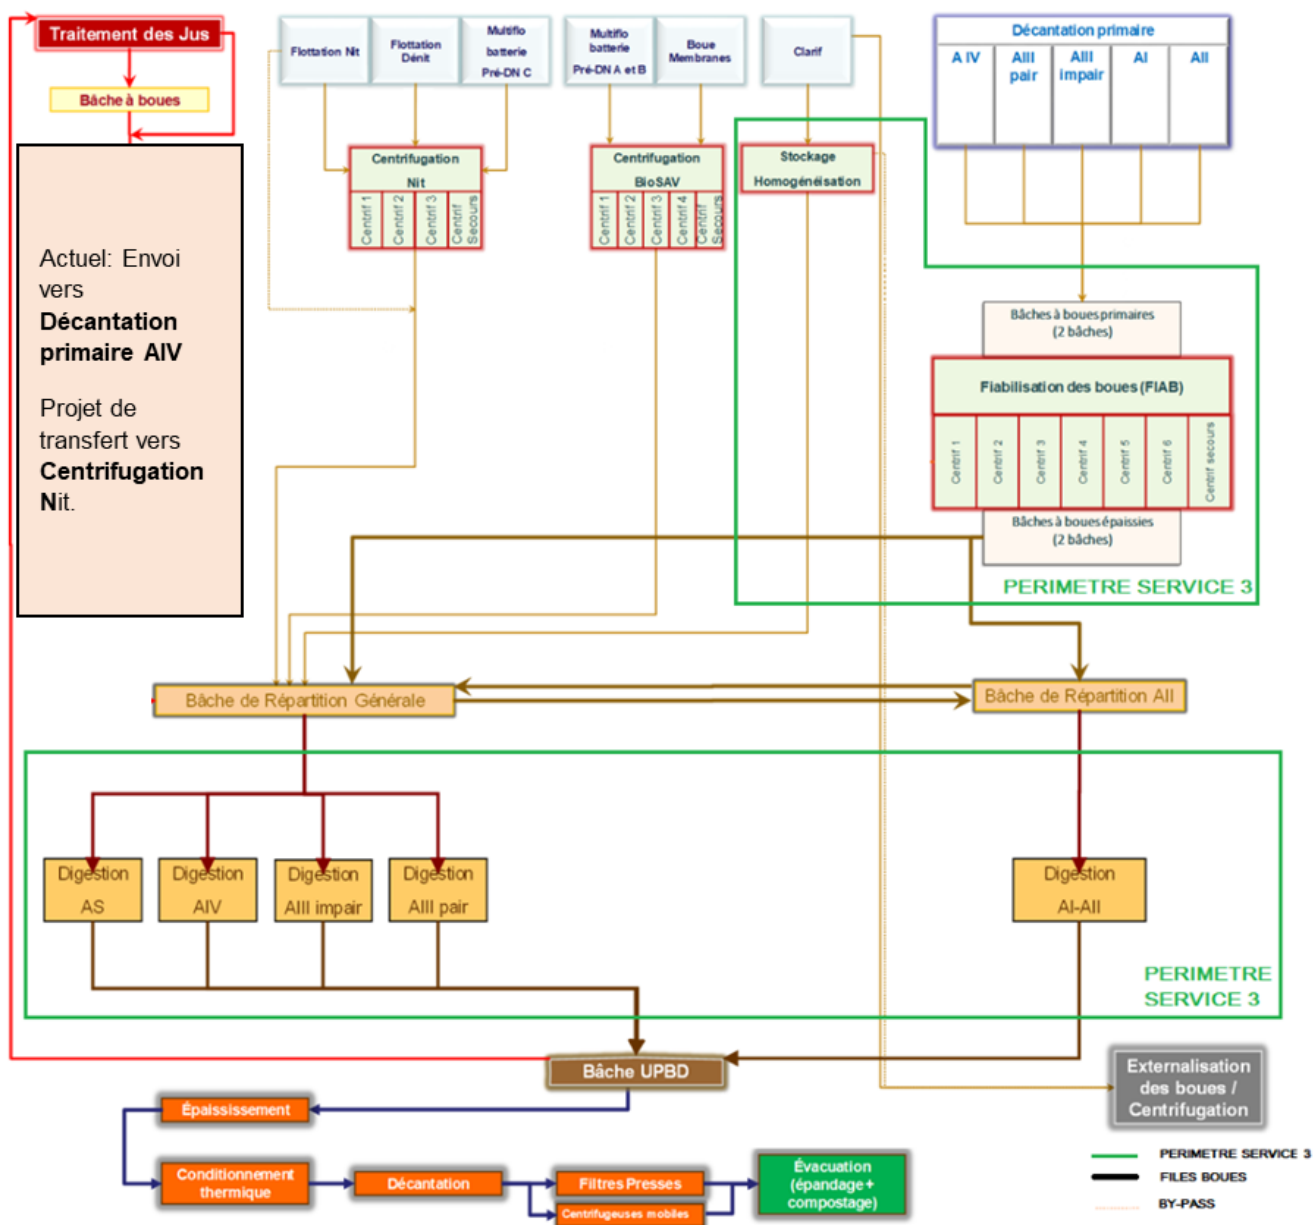 Traitement des Jus
Bâche à boues
Actuel: Envoi
vers
Décantation
primaire AIV
Projet de
transfert vers
Centrifugation
Nit.
Flottation Nit
Flottation
Dénit
Multiflo
batterie
Pré-DN C
Multiflo
batterie
Pré-DN A et B
Boue
Membranes
Clarif
Décantation primaire
A IV
AIII
pair
AIII
impair
AI
AII
Centrifugation
Nit
Centrif 1
Centrif 2
Centrif 3
Centrif
Secours
Centrifugation
BioSAV
Centrif 1
Centrif 2
Centrif 3
Centrif 4
Centrif
Secours
Stockage
Homogénéisation
Bâches à boues primaires
(2 bâches)
Fiabilisation des boues (FIAB)
Centrif 1
Centrif 2
Centrif 3
Centrif 4
Centrif 5
Centrif 6
Centrif secours
Bâches à boues épaissies
(2 bâches)
PERIMETRE SERVICE 3
Bâche de Répartition Générale
Bâche de Répartition AII
Digestion
AS
Digestion
AIV
Digestion
AIII impair
Digestion
AIII pair
Digestion
AI-AII
PERIMETRE
SERVICE 3
Bâche UPBD
Externalisation
des boues /
Centrifugation
Épaississement
Conditionnement
thermique
Décantation
Filtres Presses
Centrifugeuses mobiles
Évacuation
(épandage+
compostage)
PERIMETRE SERVICE 3
FILES BOUES
BY-PASS